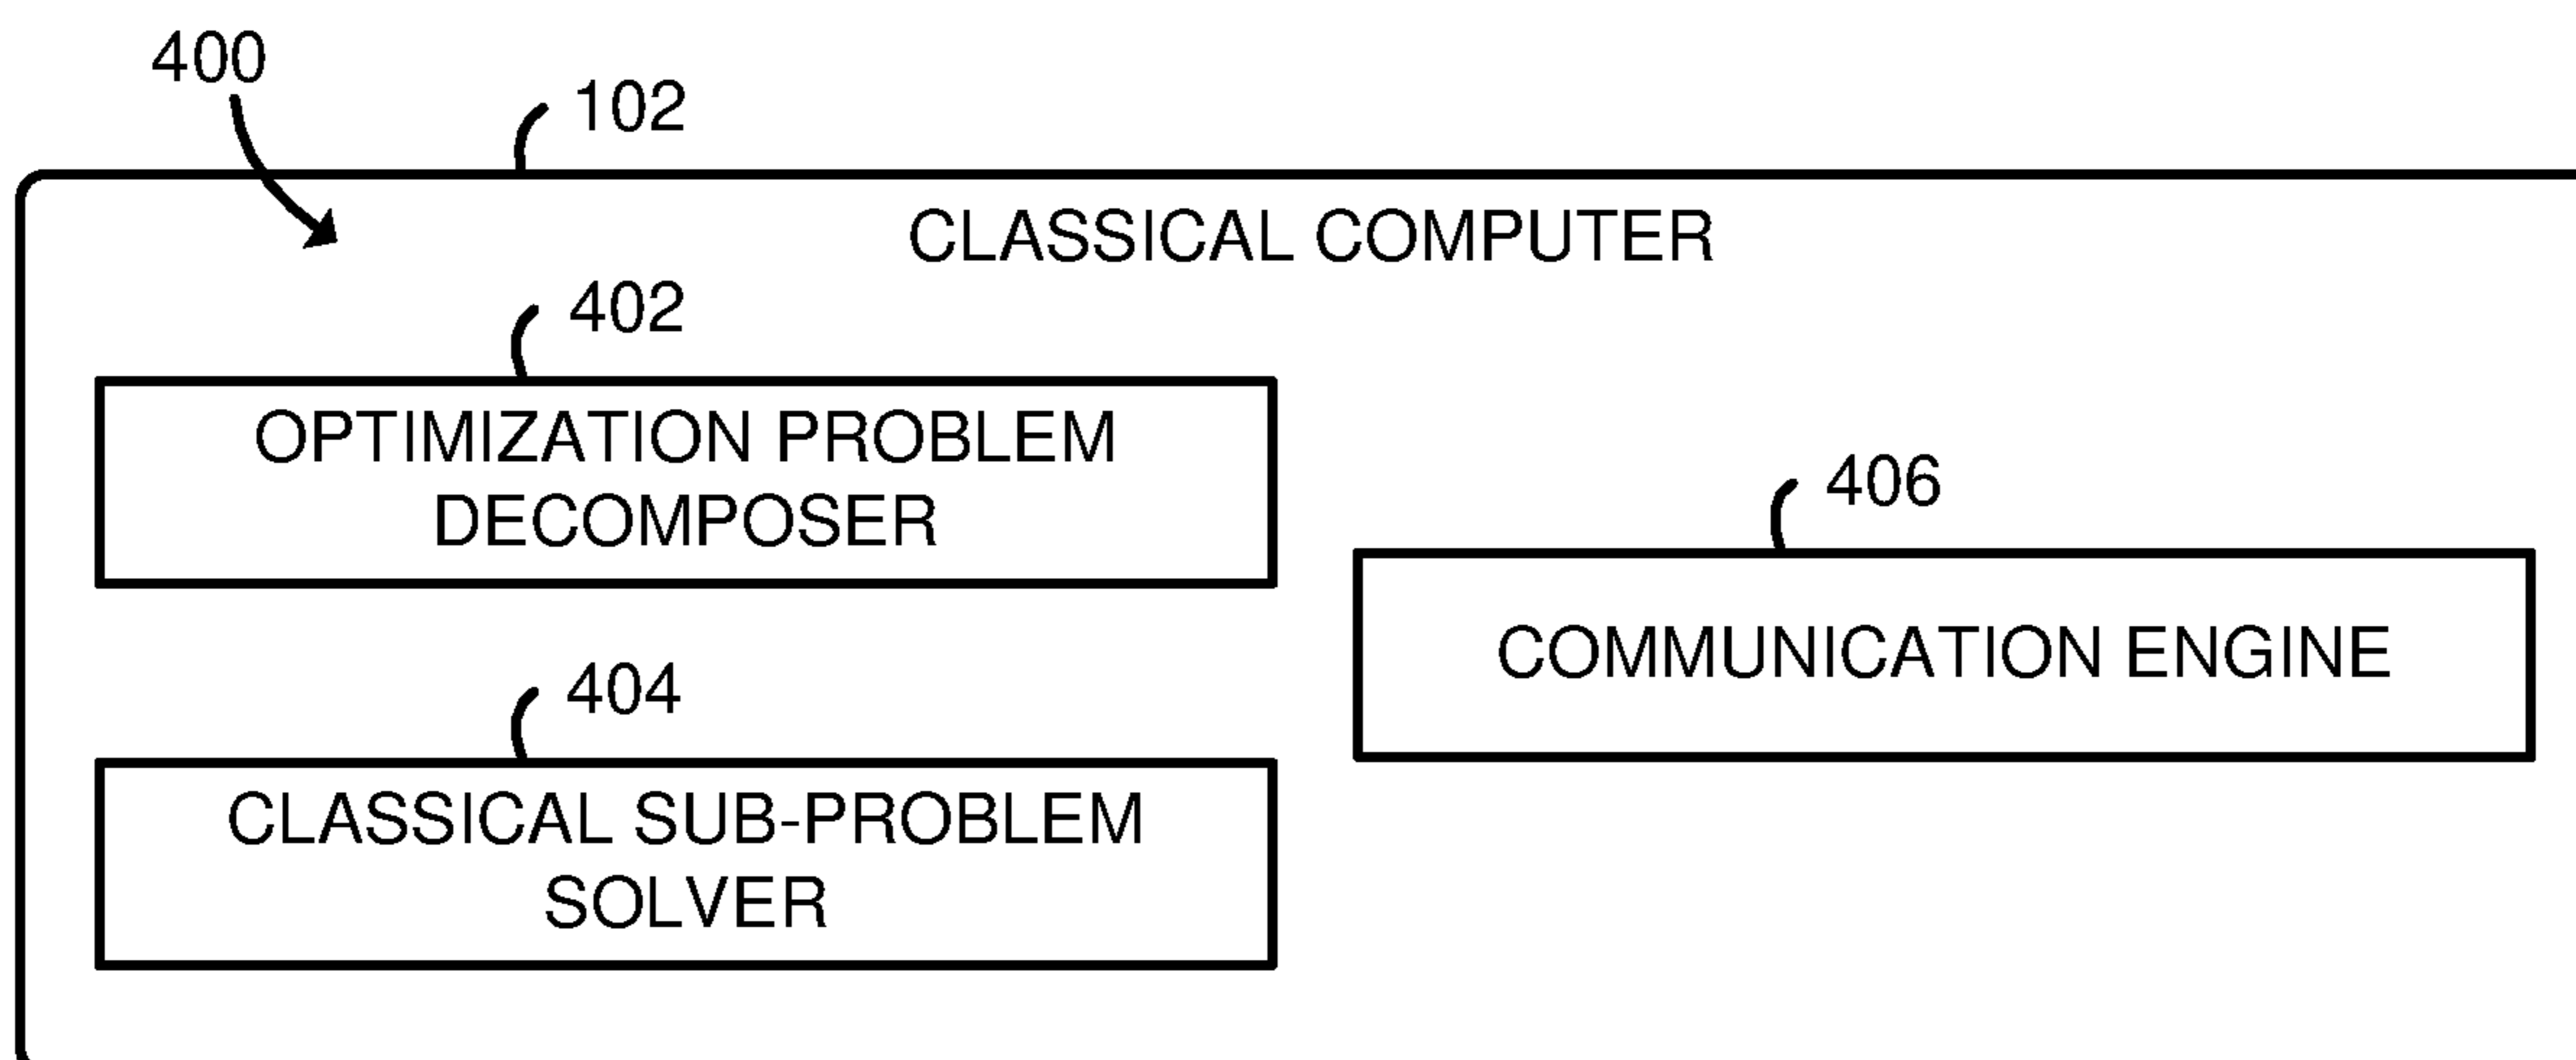 400
102
CLASSICAL COMPUTER
402
OPTIMIZATION PROBLEM
DECOMPOSER
406
COMMUNICATION ENGINE
404
CLASSICAL SUB-PROBLEM
SOLVER